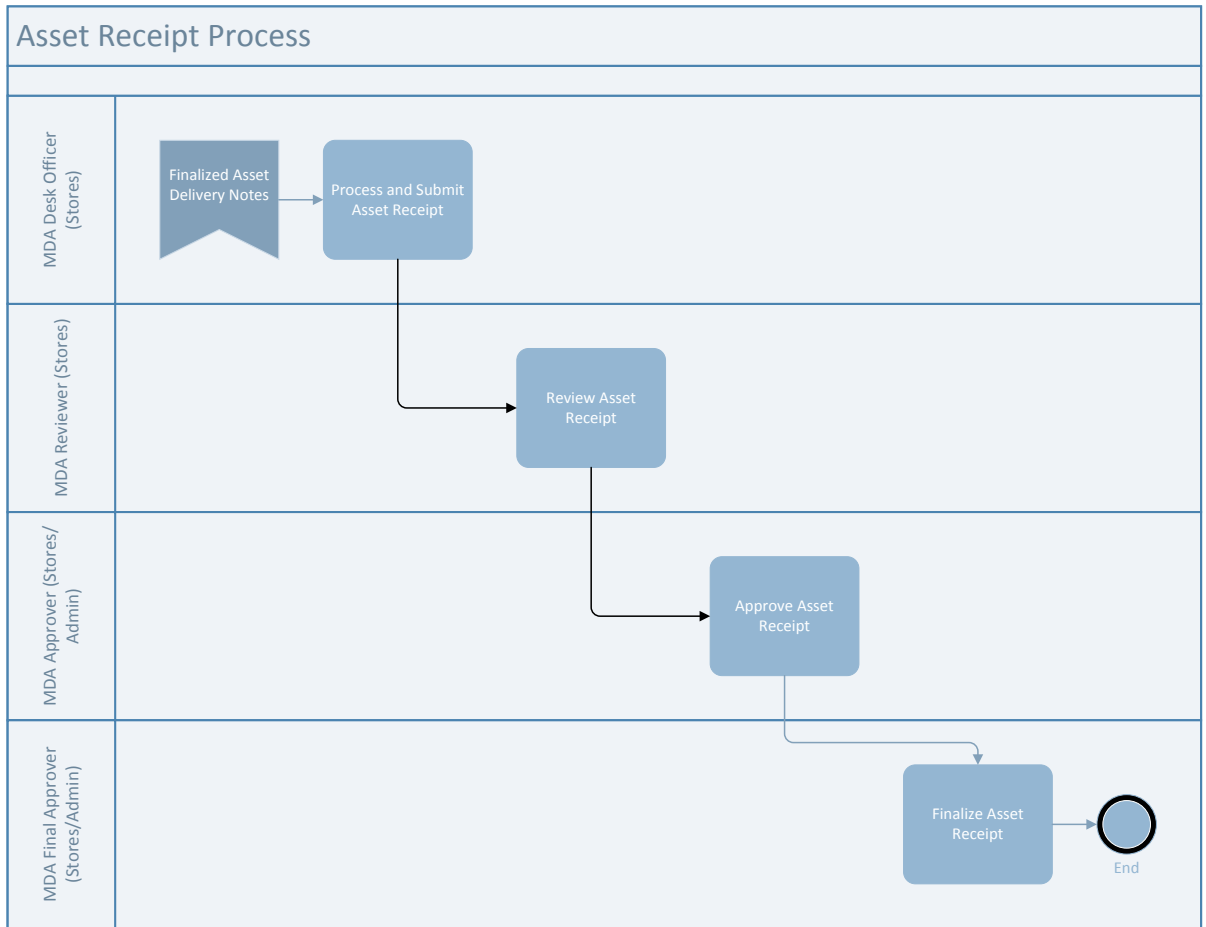 Asset Receipt Process
MDA Desk Officer
(Stores)
Finalized Asset
Delivery Notes
Process and Submit
Asset Receipt
MDA Reviewer (Stores)
Review Asset
Receipt
MDA Approver (Stores/
Admin)
Approve Asset
Receipt
MDA Final Approver
(Stores/Admin)
Finalize Asset
Receipt
End